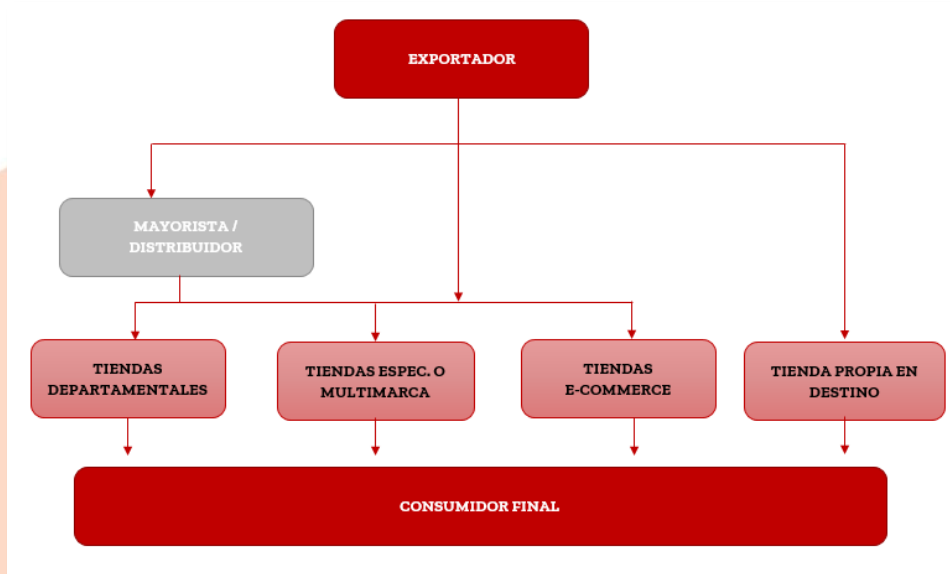 EXPORTADOR
MAYORISTA /
DISTRIBUIDOR
TIENDAS
DEPARTAMENTALES
TIENDAS ESPEC. O
MULTIMARCA
TIENDAS
E-COMMERCE
TIENDA PROPIA EN
DESTINO
CONSUMIDOR FINAL